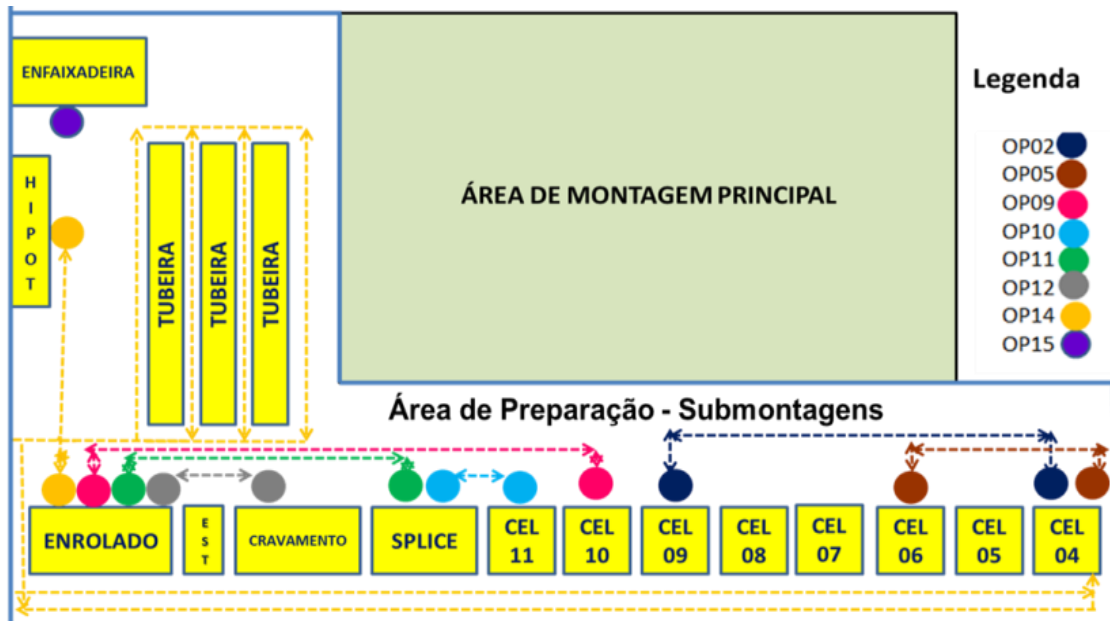 ENFAIXADEIRA
Legenda
OP02
OP05
OP09
OP10
OP11
OP12
OP14
OP15
H
I
P
O
T
TUBEIRA
TUBEIRA
TUBEIRA
ÁREA DE MONTAGEM PRINCIPAL
Área de Preparação - Submontagens
ENROLADO
E
S
T
CRAVAMENTO
SPLICE
CEL
11
CEL
10
CEL
09
CEL
08
CEL
07
CEL
06
CEL
05
CEL
04